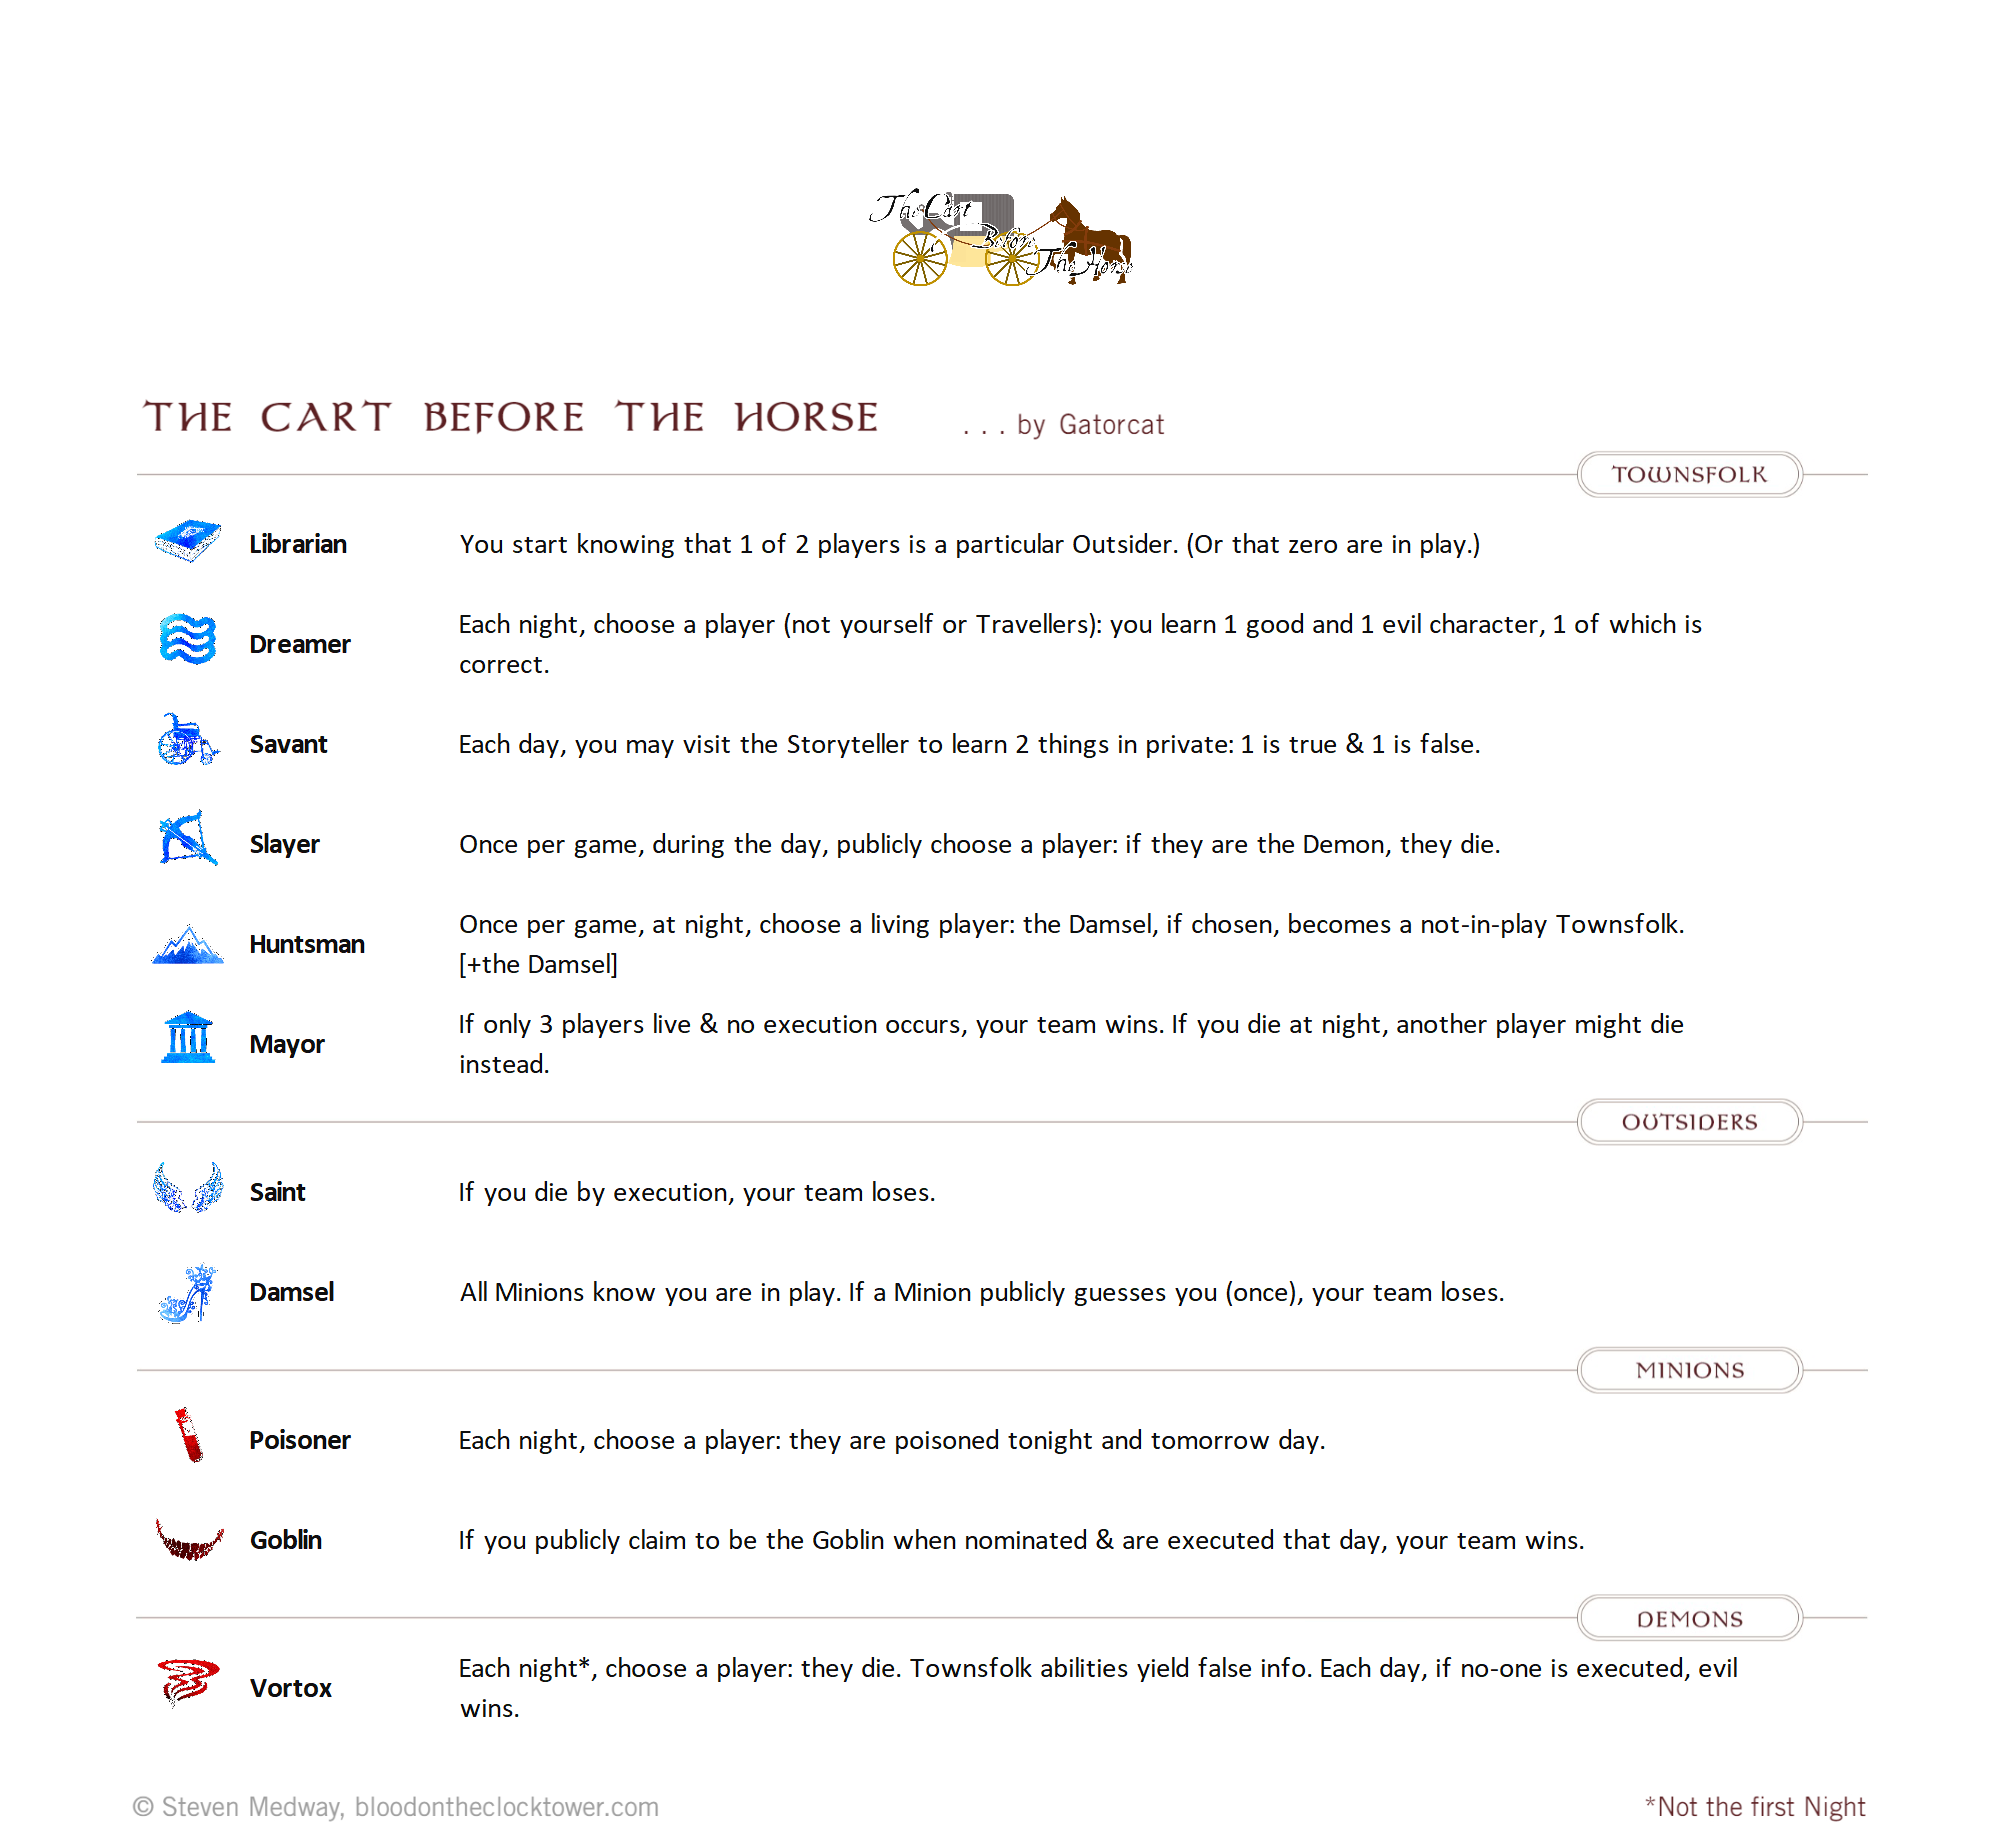 The Cart
Before
The Horse
THE CART BEFORE THE HORSE ... by Gatorcat
TOWNSFOLK
Librarian You start knowing that 1 of 2 players is a particular Outsider. (Or that zero are in play.)
Dreamer Each night, choose a player (not yourself or Travellers): you learn 1 good and 1 evil character, 1 of which is
correct.
Savant Each day, you may visit the Storyteller to learn 2 things in private: 1 is true & 1 is false.
Slayer Once per game, during the day, publicly choose a player: if they are the Demon, they die.
Huntsman Once per game, at night, choose a living player: the Damsel, if chosen, becomes a not-in-play Townsfolk.
[+the Damsel]
Mayor If only 3 players live & no execution occurs, your team wins. If you die at night, another player might die
instead.
OUTSIDERS
Saint If you die by execution, your team loses.
Damsel All Minions know you are in play. If a Minion publicly guesses you (once), your team loses.
MINIONS
Poisoner Each night, choose a player: they are poisoned tonight and tomorrow day.
Goblin If you publicly claim to be the Goblin when nominated & are executed that day, your team wins.
DEMONS
Vortox Each night*, choose a player: they die. Townsfolk abilities yield false info. Each day, if no-one is executed, evil
wins.
© Steven Medway, bloodontheclocktower.com *Not the first Night